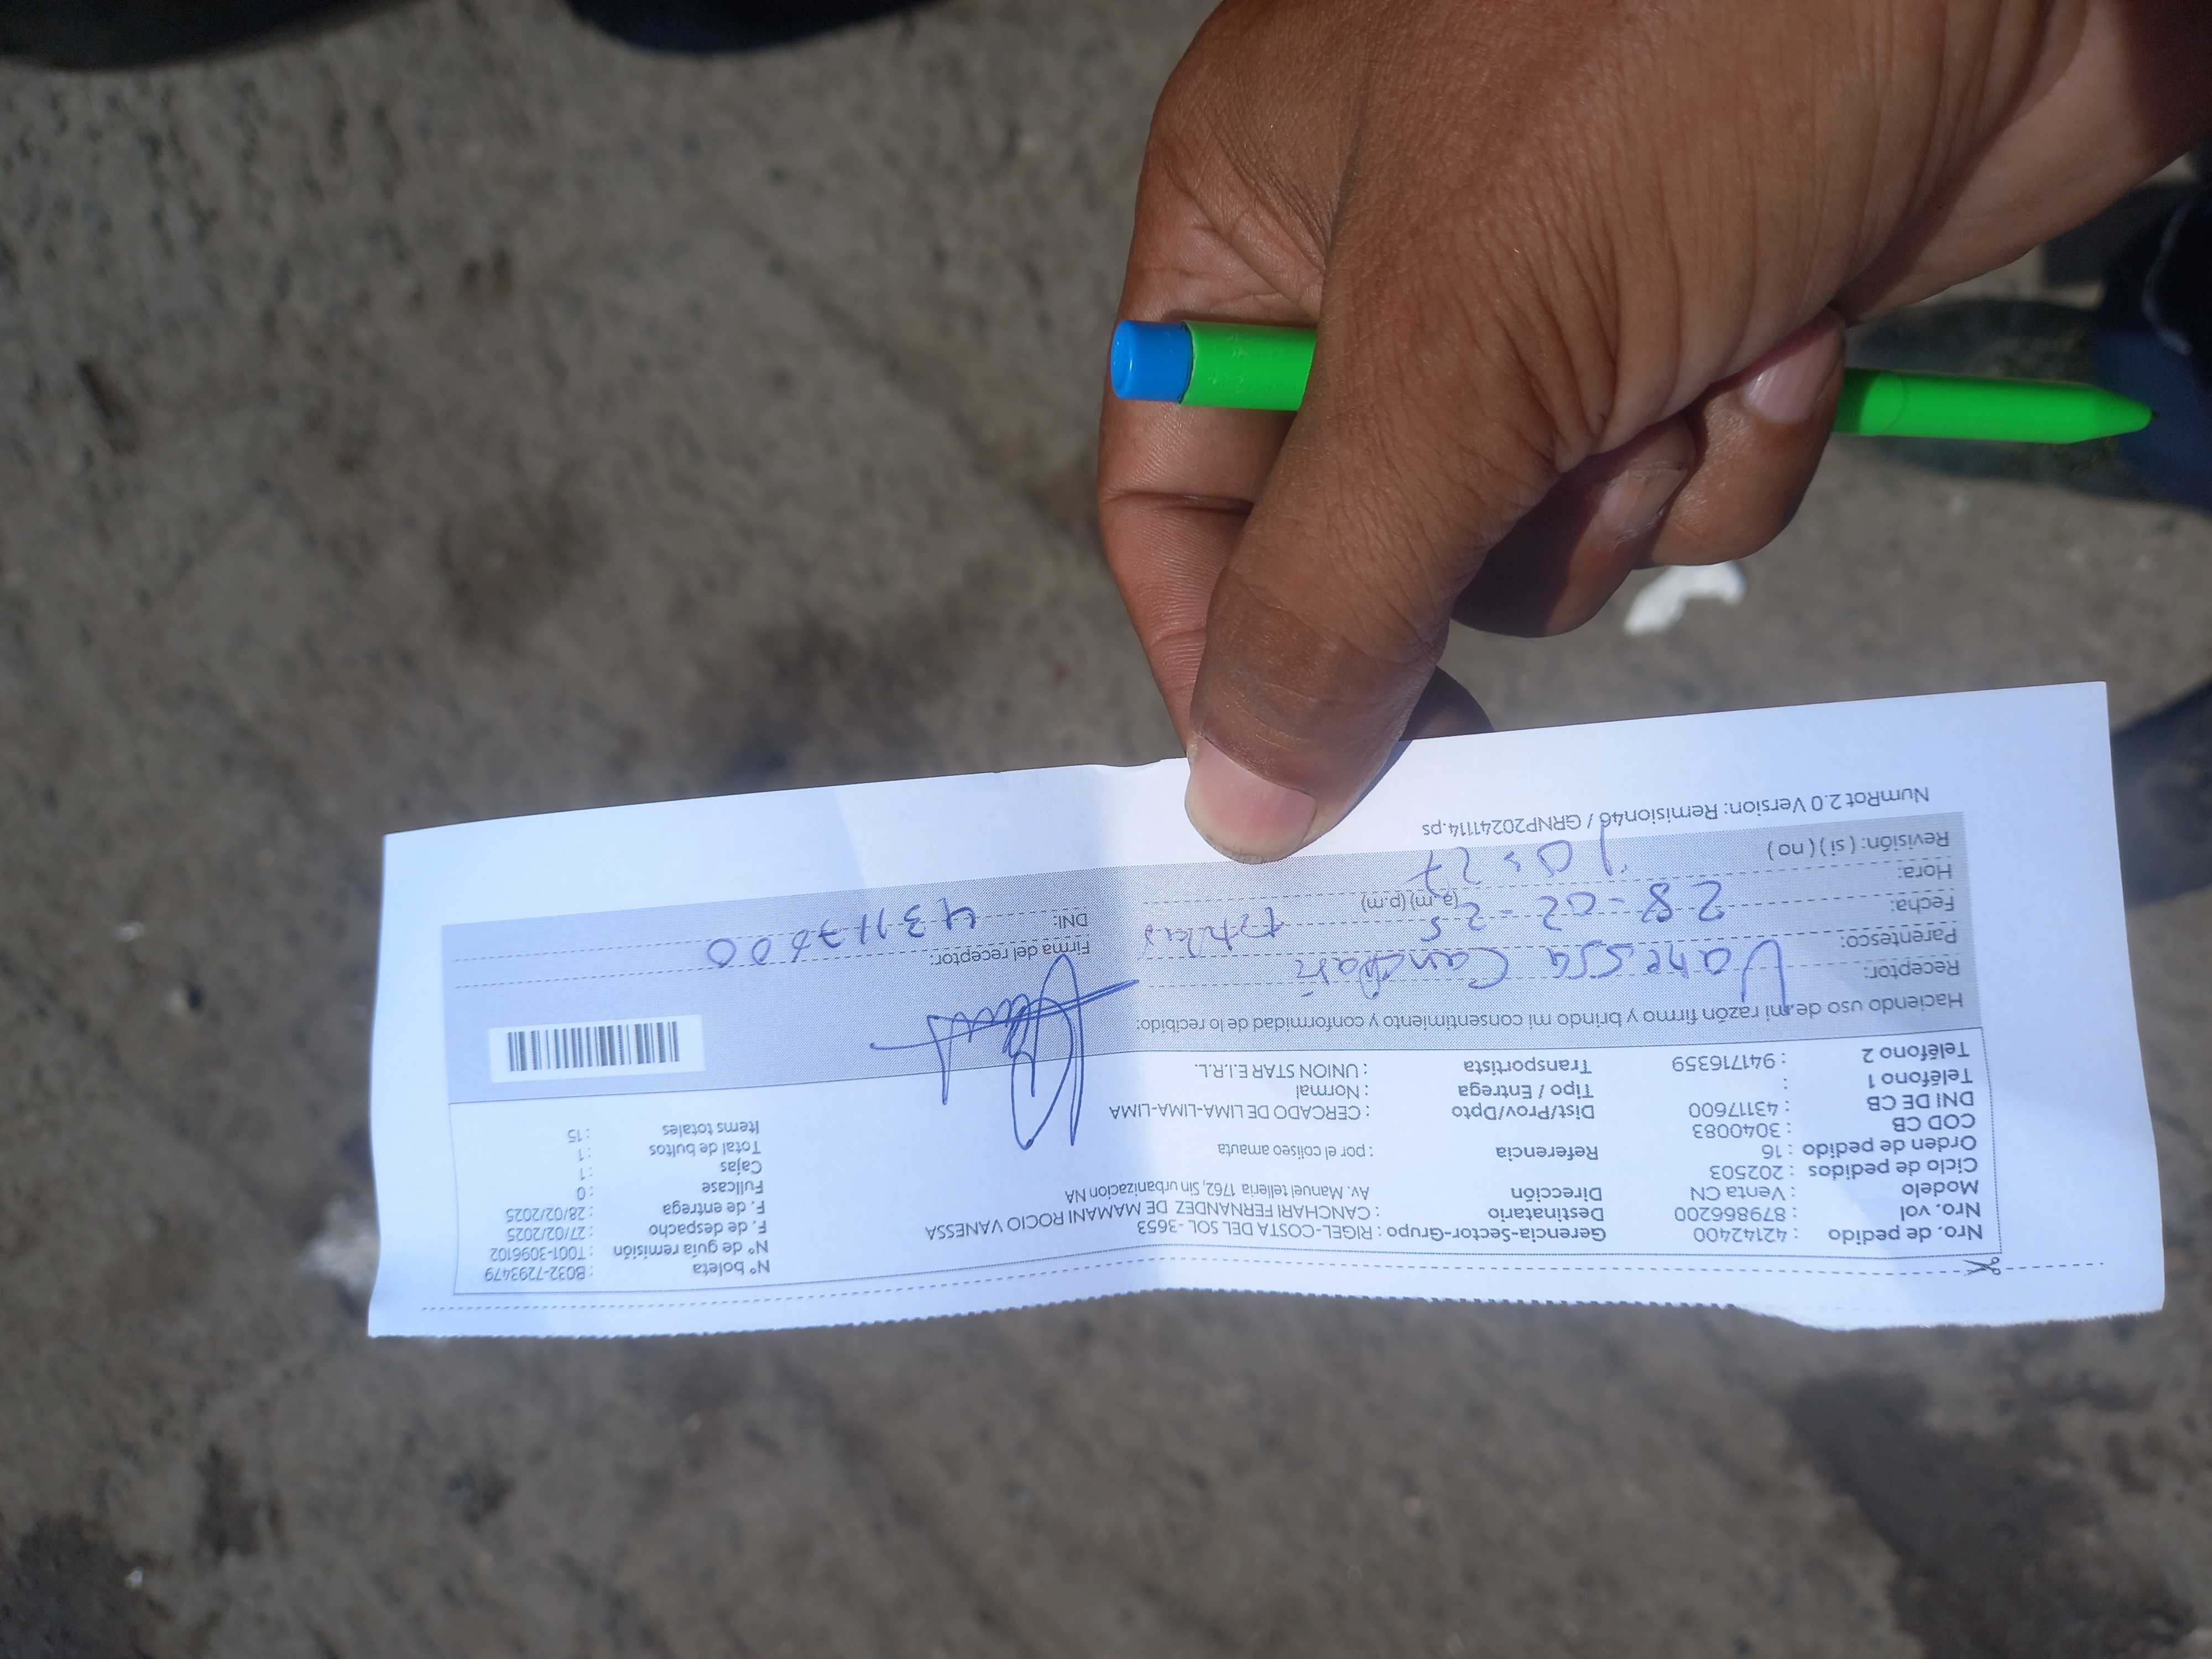 Nro. de pedido : 42142400 Gerencia-Sector-Grupo : RIGEL-COSTA DEL SOL -3653 N° boleta : B032-7293479
Nro. vol : 879866200 Destinatario : CANCHARI FERNANDEZ DE MAMANI ROCIO VANESSA N° de guía remisión : T001-3096102
Modelo : Venta CN Dirección Av. Manuel telleria 1762, Sin urbanizacion NA F. de despacho : 27/02/2025
Ciclo de pedidos : 202503 F. de entrega : 28/02/2025
Orden de pedido : 16 Referencia : por el coliseo amauta Fullcase : 0
COD CB : 3040083 Dist/Prov/Dpto : CERCADO DE LIMA-LIMA-LIMA Cajas : 1
DNI DE CB : 43117600 Tipo / Entrega : Normal Total de bultos : 1
Teléfono 1 : Transportista : UNION STAR E.I.R.L. Items totales : 15
Teléfono 2 : 941716359
Haciendo uso de mi razón firmo y brindo mi consentimiento y conformidad de lo recibido:
Receptor: Vanessa Canchari
Parentesco: Firma del receptor:
Fecha: 28-02-25 DNI: 43117600
Hora: 10:27 (a.m) (p.m)
Revisión: ( si ) ( no )
NumRot 2.0 Version: Remision46 / GRNP20241114.ps